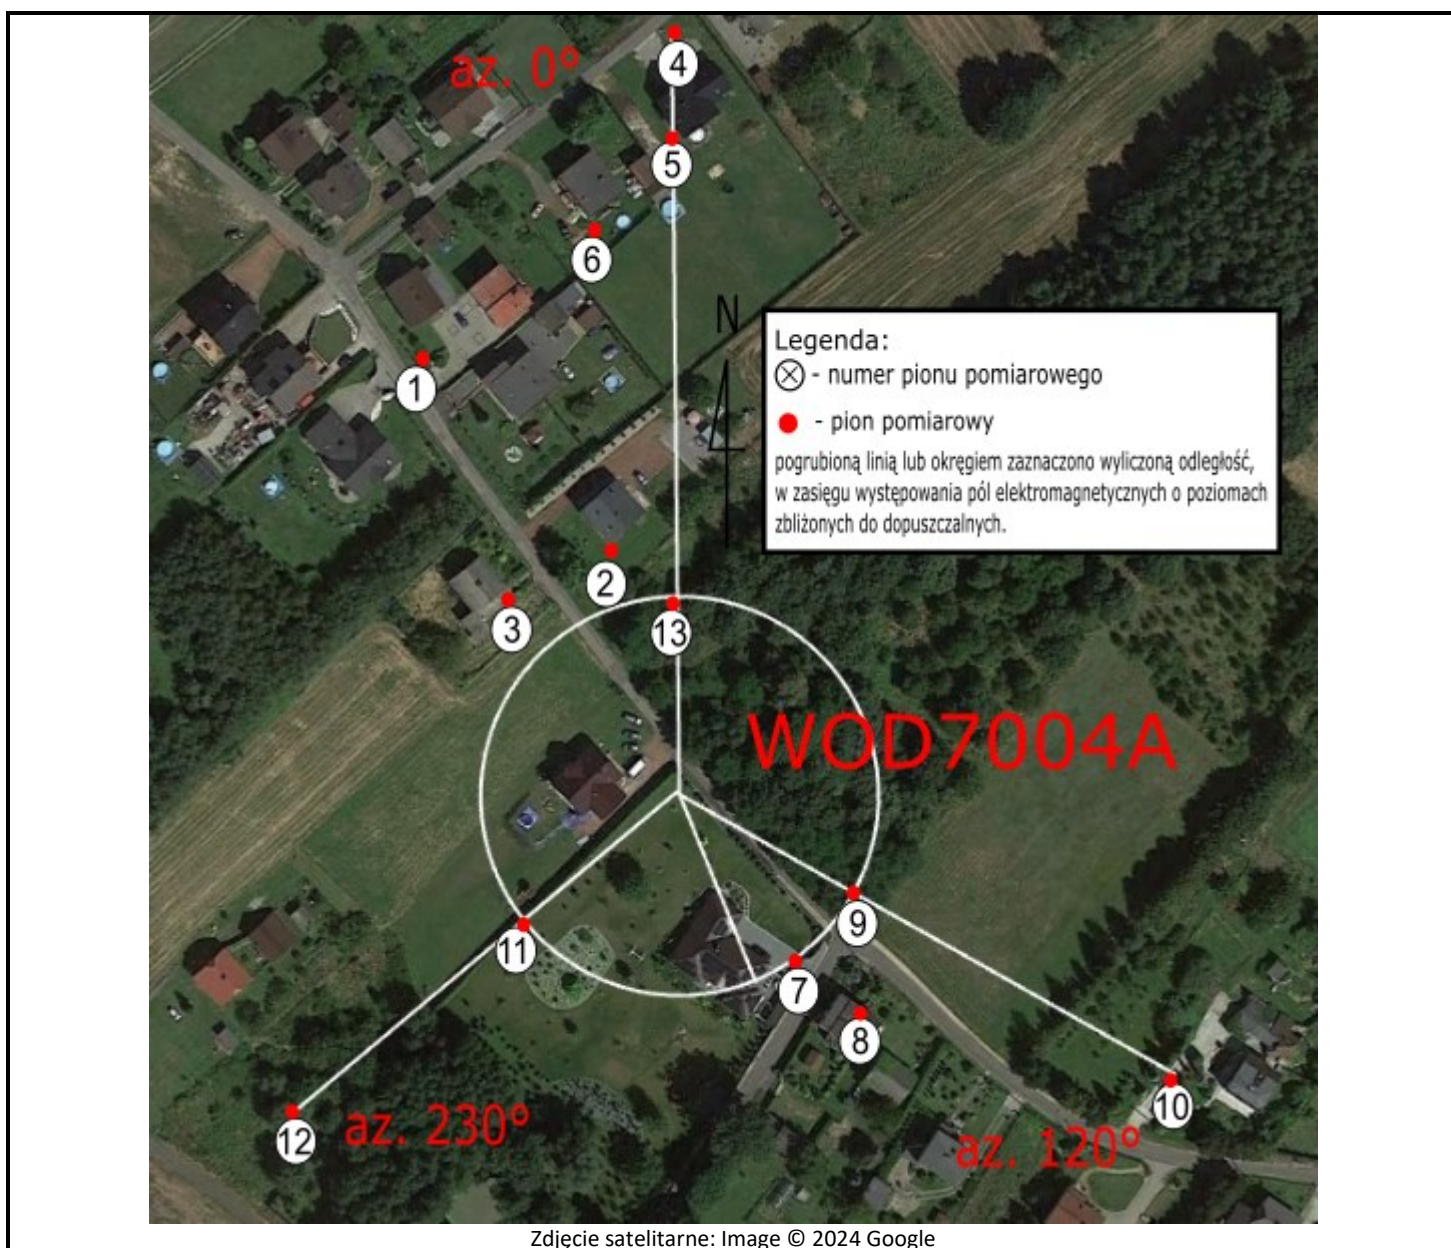 az. 0°
4
5
6
N
Legenda:
- numer pionu pomiarowego
- pion pomiarowy
pogrubioną linią lub okręgiem zaznaczono wyliczoną odległość,
w zasięgu występowania pól elektromagnetycznych o poziomach
zbliżonych do dopuszczalnych.
1
2
3
13
WOD7004A
9
11
7
8
10
12
az. 230°
az. 120°
Zdjęcie satelitarne: Image © 2024 Google